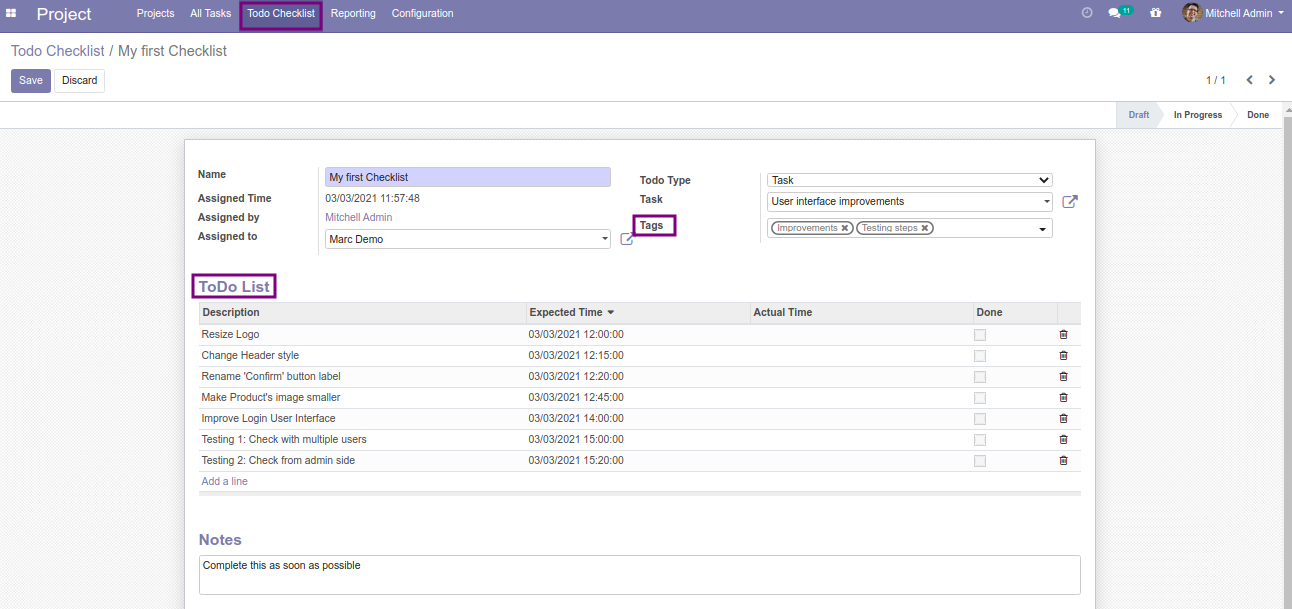 Project Projects All Tasks Todo Checklist Reporting Configuration 11 Mitchell Admin
Todo Checklist / My first Checklist
Save Discard 1 / 1
Draft In Progress Done
Name My first Checklist
Assigned Time 03/03/2021 11:57:48
Assigned by Mitchell Admin
Assigned to Marc Demo
Todo Type Task
Task User interface improvements
Tags Improvements ✖ Testing steps ✖
ToDo List
Description Expected Time Actual Time Done
Resize Logo 03/03/2021 12:00:00
Change Header style 03/03/2021 12:15:00
Rename 'Confirm' button label 03/03/2021 12:20:00
Make Product's image smaller 03/03/2021 12:45:00
Improve Login User Interface 03/03/2021 14:00:00
Testing 1: Check with multiple users 03/03/2021 15:00:00
Testing 2: Check from admin side 03/03/2021 15:20:00
Add a line
Notes
Complete this as soon as possible